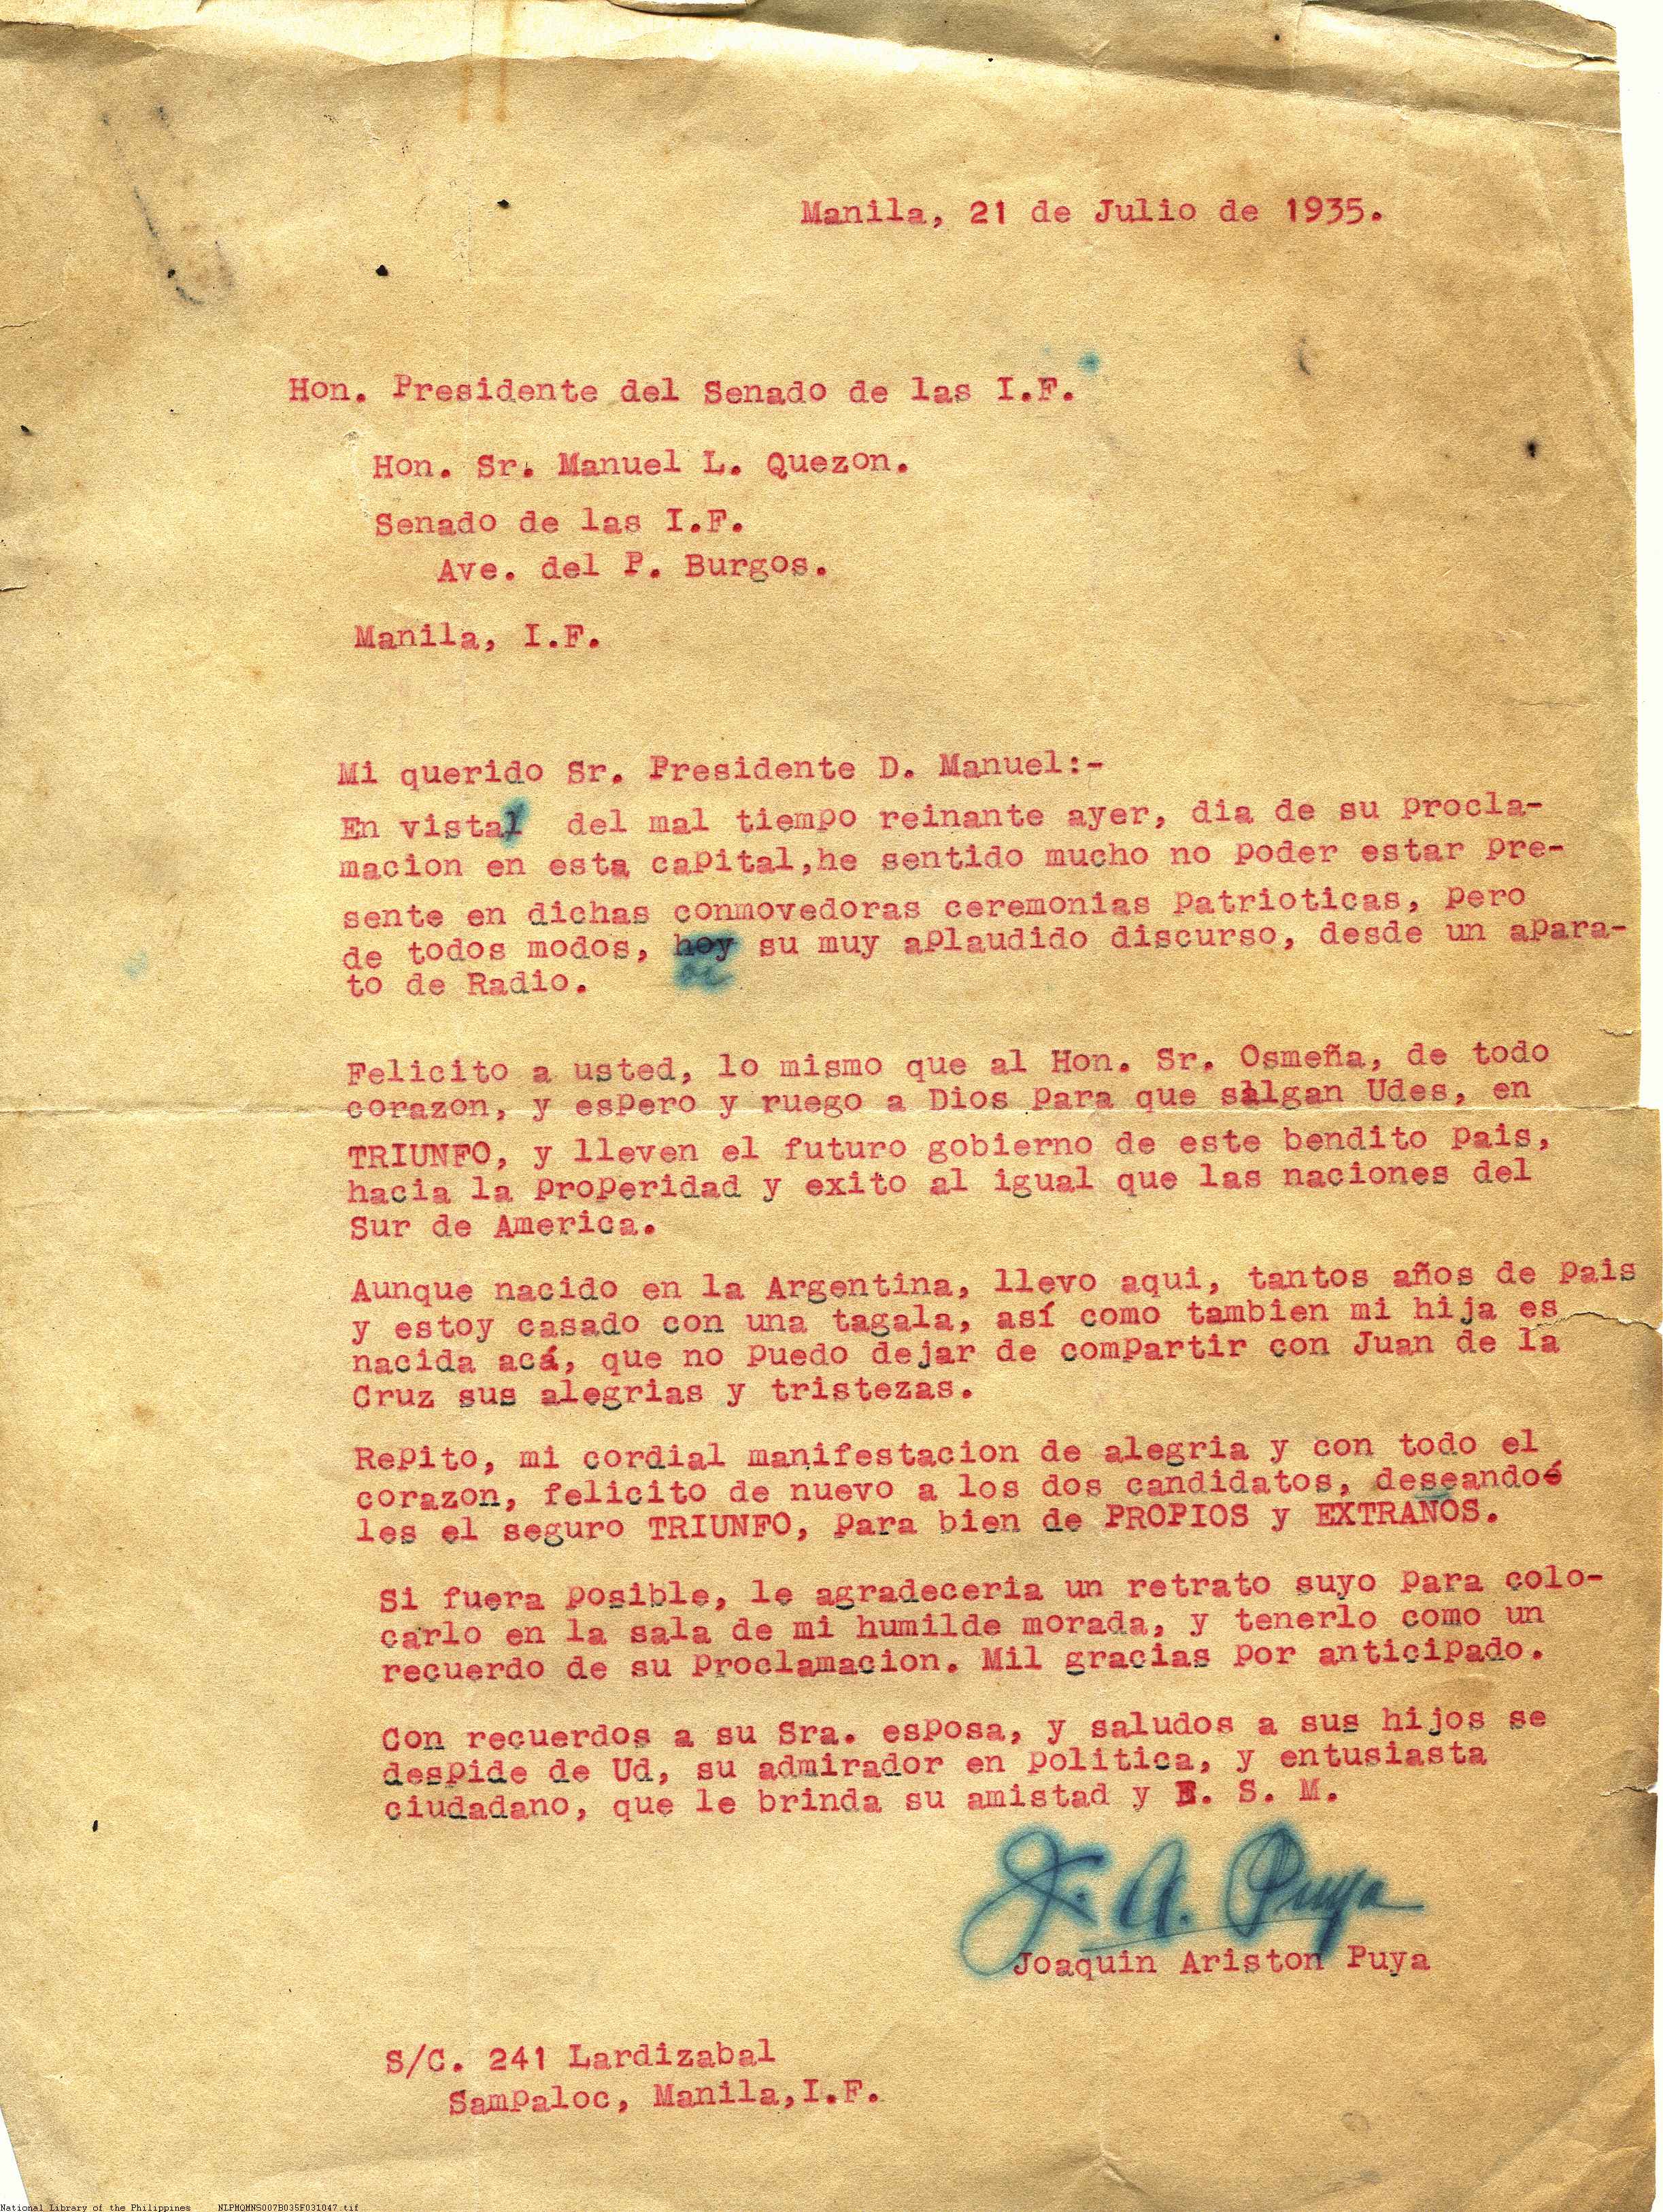 Manila, 21 de Julio de 1935.
Hon. Presidente del Senado de las I.F.
Hon. Sr. Manuel L. Quezon.
Senado de las I.F.
Ave. del P. Burgos.
Manila, I.F.
Mi querido Sr. Presidente D. Manuel:-
En vista del mal tiempo reinante ayer, dia de su procla-
macion en esta capital,he sentido mucho no poder estar pre-
sente en dichas conmovedoras ceremonias patrioticas, pero
de todos modos, hoy su muy aplaudido discurso, desde un apara-
oi
to de Radio.
Felicito a usted, lo mismo que al Hon. Sr. Osmeña, de todo
corazon, y espero y ruego a Dios para que salgan Udes, en
TRIUNFO, y lleven el futuro gobierno de este bendito pais,
hacia la properidad y exito al igual que las naciones del
Sur de America.
Aunque nacido en la Argentina, llevo aqui, tantos años de pais
y estoy casado con una tagala, así como tambien mi hija es
nacida acá, que no puedo dejar de compartir con Juan de la
Cruz sus alegrias y tristezas.
Repito, mi cordial manifestacion de alegria y con todo el
corazon, felicito de nuevo a los dos candidatos, deseando
les el seguro TRIUNFO, para bien de PROPIOS y EXTRANOS.
Si fuera posible, le agradeceria un retrato suyo para colo-
carlo en la sala de mi humilde morada, y tenerlo como un
recuerdo de su proclamacion. Mil gracias por anticipado.
Con recuerdos a su Sra. esposa, y saludos a sus hijos se
despide de Ud, su admirador en politica, y entusiasta
ciudadano, que le brinda su amistad y E. S. M.
J. A. Puya
Joaquin Ariston Puya
S/C. 241 Lardizabal
Sampaloc, Manila,I.F.
National Library of the Philippines NLPMQMNS007B035F031047.tif